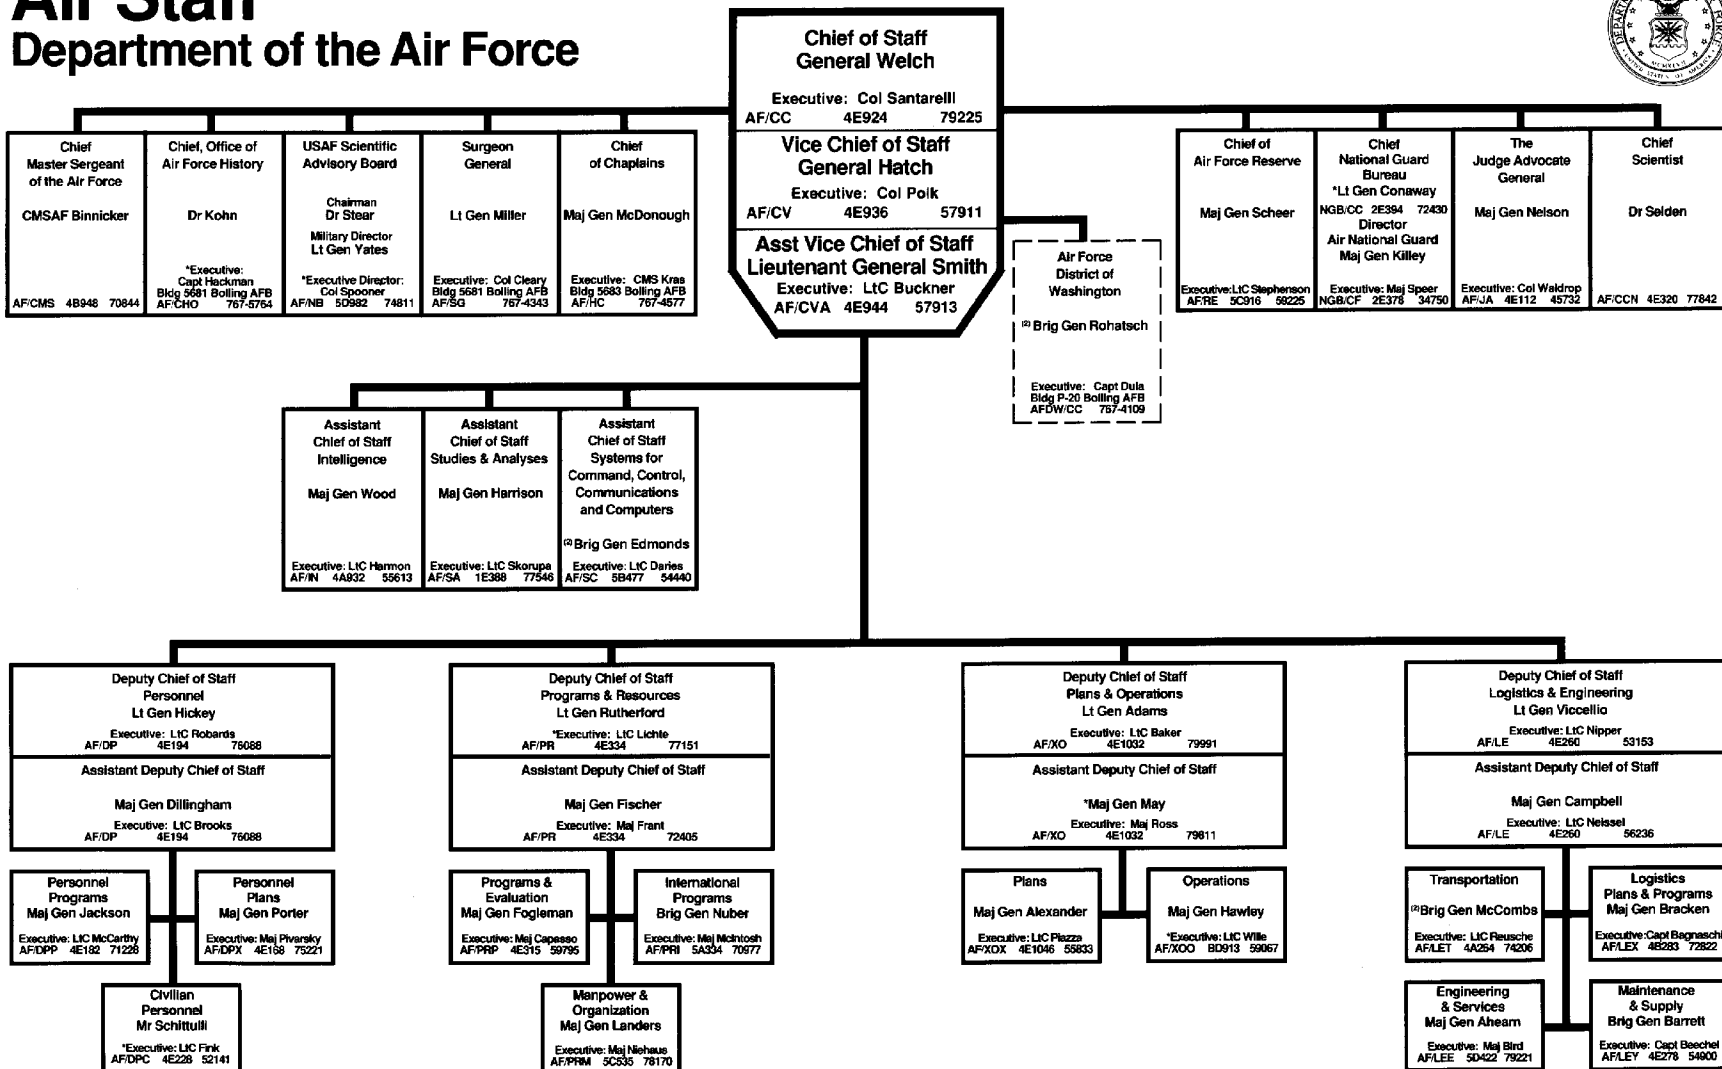 Air Staff
Department of the Air Force
Chief of Staff
General Welch
Executive: Col Santarelli
AF/CC 4E924 79225
Vice Chief of Staff
General Hatch
Executive: Col Polk
AF/CV 4E936 57911
Asst Vice Chief of Staff
Lieutenant General Smith
Executive: LtC Buckner
AF/CVA 4E944 57913
Chief
Master Sergeant
of the Air Force
CMSAF Binnicker
AF/CMS 4B948 70844
Chief, Office of
Air Force History
Dr Kohn
*Executive:
Capt Hackman
Bldg 5681 Bolling AFB
AF/CHO 767-5764
USAF Scientific
Advisory Board
Chairman
Dr Stear
Military Director
Lt Gen Yates
*Executive Director:
Col Spooner
AF/NB 5D982 74811
Surgeon
General
Lt Gen Miller
Executive: Col Cleary
Bldg 5681 Bolling AFB
AF/SG 767-4343
Chief
of Chaplains
Maj Gen McDonough
Executive: CMS Kras
Bldg 5683 Bolling AFB
AF/HC 767-4577
Air Force
District of
Washington
(2) Brig Gen Rohatsch
Executive: Capt Dula
Bldg P-20 Bolling AFB
AFDW/CC 767-4109
Chief of
Air Force Reserve
Maj Gen Scheer
Executive:LtC Stephenson
AF/RE 5C916 59225
Chief
National Guard
Bureau
*Lt Gen Conaway
NGB/CC 2E394 72430
Director
Air National Guard
Maj Gen Killey
Executive: Maj Speer
NGB/CF 2E378 34750
The
Judge Advocate
General
Maj Gen Nelson
Executive: Col Waldrop
AF/JA 4E112 45732
Chief
Scientist
Dr Selden
AF/CCN 4E320 77842
Assistant
Chief of Staff
Intelligence
Maj Gen Wood
Executive: LtC Harmon
AF/IN 4A932 55613
Assistant
Chief of Staff
Studies & Analyses
Maj Gen Harrison
Executive: LtC Skorupa
AF/SA 1E388 77546
Assistant
Chief of Staff
Systems for
Command, Control,
Communications
and Computers
(2) Brig Gen Edmonds
Executive: LtC Daries
AF/SC 5B477 54440
Deputy Chief of Staff
Personnel
Lt Gen Hickey
Executive: LtC Robards
AF/DP 4E194 76088
Assistant Deputy Chief of Staff
Maj Gen Dillingham
Executive: LtC Brooks
AF/DP 4E194 76088
Personnel
Programs
Maj Gen Jackson
Executive: LtC McCarthy
AF/DPP 4E182 71228
Personnel
Plans
Maj Gen Porter
Executive: Maj Pivarsky
AF/DPX 4E168 75221
Civilian
Personnel
Mr Schittulli
*Executive: LtC Fink
AF/DPC 4E228 52141
Deputy Chief of Staff
Programs & Resources
Lt Gen Rutherford
*Executive: LtC Lichte
AF/PR 4E334 77151
Assistant Deputy Chief of Staff
Maj Gen Fischer
Executive: Maj Frant
AF/PR 4E334 72405
Programs &
Evaluation
Maj Gen Fogleman
Executive: Maj Capasso
AF/PRP 4E315 59795
International
Programs
Brig Gen Nuber
Executive: Maj McIntosh
AF/PRI 5A334 70977
Manpower &
Organization
Maj Gen Landers
Executive: Maj Niehaus
AF/PRM 5C535 78170
Deputy Chief of Staff
Plans & Operations
Lt Gen Adams
Executive: LtC Baker
AF/XO 4E1032 79991
Assistant Deputy Chief of Staff
*Maj Gen May
Executive: Maj Ross
AF/XO 4E1032 79811
Plans
Maj Gen Alexander
Executive: LtC Piazza
AF/XOX 4E1046 55833
Operations
Maj Gen Hawley
*Executive: LtC Wille
AF/XOO BD913 59067
Deputy Chief of Staff
Logistics & Engineering
Lt Gen Viccellio
Executive: LtC Nipper
AF/LE 4E260 53153
Assistant Deputy Chief of Staff
Maj Gen Campbell
Executive: LtC Neissel
AF/LE 4E260 56236
Transportation
(2)Brig Gen McCombs
Executive: LtC Reusche
AF/LET 4A264 74206
Logistics
Plans & Programs
Maj Gen Bracken
Executive:Capt Bagnaschi
AF/LEX 4B283 72822
Engineering
& Services
Maj Gen Ahearn
Executive: Maj Bird
AF/LEE 5D422 79221
Maintenance
& Supply
Brig Gen Barrett
Executive: Capt Beechel
AF/LEY 4E278 54900